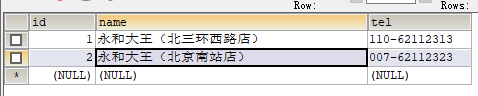 Row: Rows:
id name tel
1 永和大王（北三环西路店） 110-62112313
2 永和大王（北京南站店） 007-62112323
* (NULL) (NULL) (NULL)